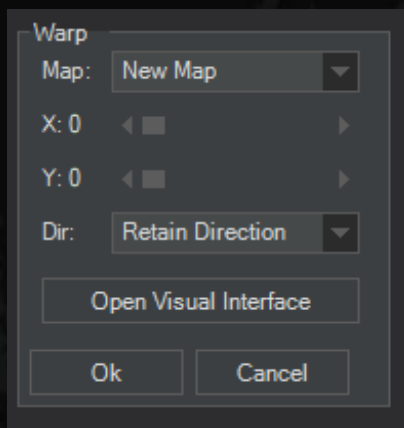 Warp
Map: New Map
X: 0
Y: 0
Dir: Retain Direction
Open Visual Interface
Ok Cancel